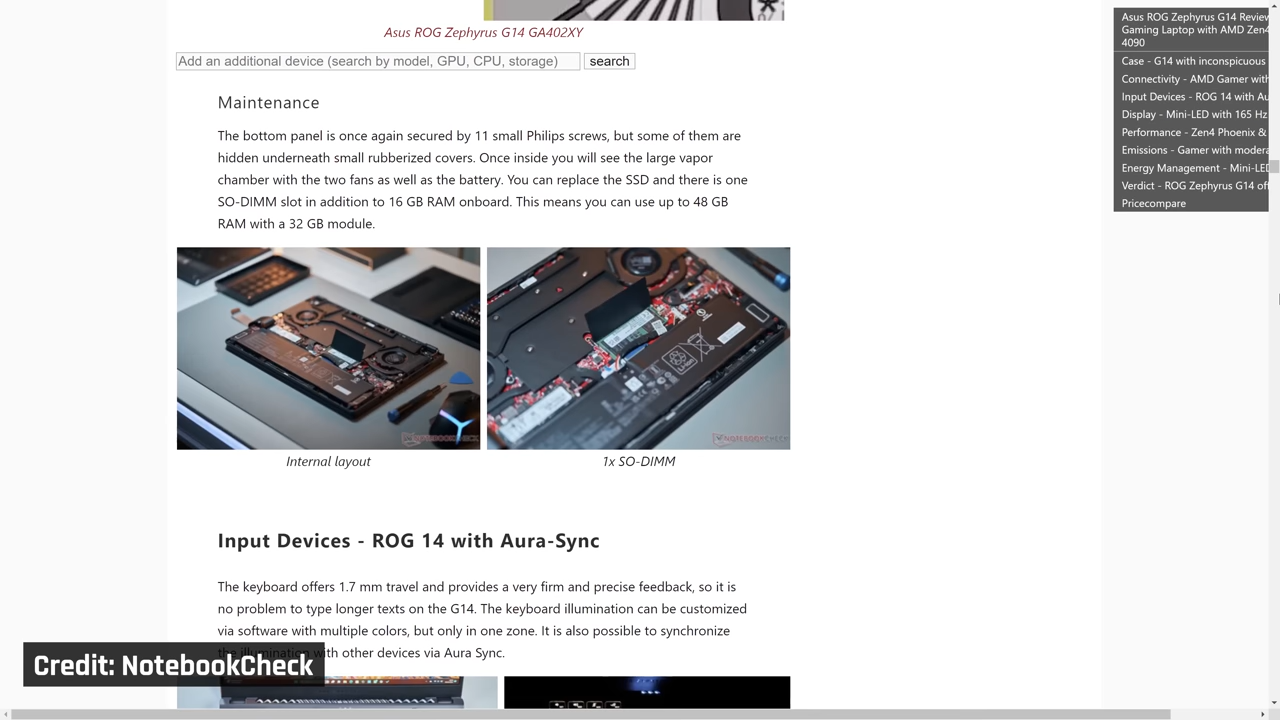 Asus ROG Zephyrus G14 GA402XY
Add an additional device (search by model, GPU, CPU, storage)
search
Maintenance
The bottom panel is once again secured by 11 small Philips screws, but some of them are
hidden underneath small rubberized covers. Once inside you will see the large vapor
chamber with the two fans as well as the battery. You can replace the SSD and there is one
SO-DIMM slot in addition to 16 GB RAM onboard. This means you can use up to 48 GB
RAM with a 32 GB module.
NOTEBOOKCHECK
NOTEBOOKCHECK
Internal layout
1x SO-DIMM
Input Devices - ROG 14 with Aura-Sync
The keyboard offers 1.7 mm travel and provides a very firm and precise feedback, so it is
no problem to type longer texts on the G14. The keyboard illumination can be customized
via software with multiple colors, but only in one zone. It is also possible to synchronize
the illumination with other devices via Aura Sync.
Credit: NotebookCheck
Asus ROG Zephyrus G14 Review
Gaming Laptop with AMD Zen4
4090
Case - G14 with inconspicuous
Connectivity - AMD Gamer with
Input Devices - ROG 14 with Au
Display - Mini-LED with 165 Hz
Performance - Zen4 Phoenix &
Emissions - Gamer with modera
Energy Management - Mini-LED
Verdict - ROG Zephyrus G14 off
Pricecompare